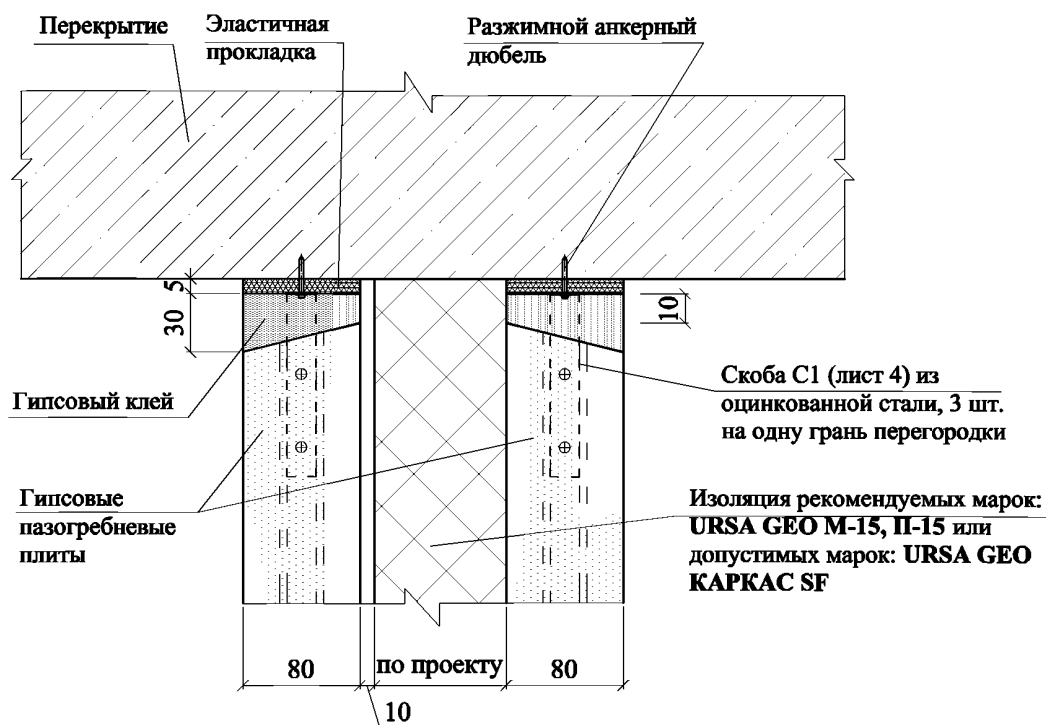 Перекрытие
Эластичная
прокладка
Разжимной анкерный
дюбель
5
30
10
Гипсовый клей
Скоба С1 (лист 4) из
оцинкованной стали, 3 шт.
на одну грань перегородки
Гипсовые
пазогребневые
плиты
Изоляция рекомендуемых марок:
URSA GEO М-15, П-15 или
допустимых марок: URSA GEO
КАРКАС SF
80
по проекту
80
10